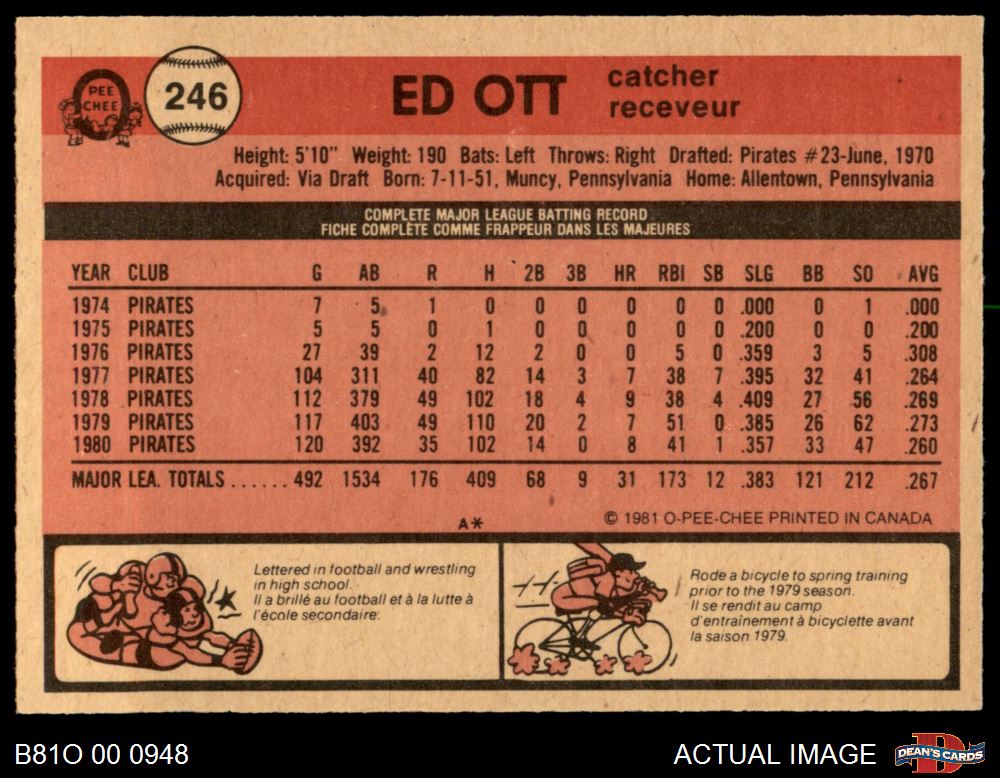 PEE
CHEE
246
ED OTT
catcher
receveur
Height: 5'10" Weight: 190 Bats: Left Throws: Right Drafted: Pirates #23-June, 1970
Acquired: Via Draft Born: 7-11-51, Muncy, Pennsylvania Home: Allentown, Pennsylvania
COMPLETE MAJOR LEAGUE BATTING RECORD
FICHE COMPLÈTE COMME FRAPPEUR DANS LES MAJEURES
YEAR CLUB G AB R H 2B 3B HR RBI SB SLG BB SO AVG
1974 PIRATES 7 5 1 0 0 0 0 0 0 .000 0 1 .000
1975 PIRATES 5 5 0 1 0 0 0 0 0 .200 0 0 .200
1976 PIRATES 27 39 2 12 2 0 0 5 0 .359 3 5 .308
1977 PIRATES 104 311 40 82 14 3 7 38 7 .395 32 41 .264
1978 PIRATES 112 379 49 102 18 4 9 38 4 .409 27 56 .269
1979 PIRATES 117 403 49 110 20 2 7 51 0 .385 26 62 .273
1980 PIRATES 120 392 35 102 14 0 8 41 1 .357 33 47 .260
MAJOR LEA. TOTALS ...... 492 1534 176 409 68 9 31 173 12 .383 121 212 .267
A* © 1981 O-PEE-CHEE PRINTED IN CANADA
Lettered in football and wrestling
in high school.
Il a brillé au football et à la lutte à
l'école secondaire.
Rode a bicycle to spring training
prior to the 1979 season.
Il se rendit au camp
d'entraînement à bicyclette avant
la saison 1979.
B81O 00 0948
ACTUAL IMAGE
D
DEAN'S CARDS